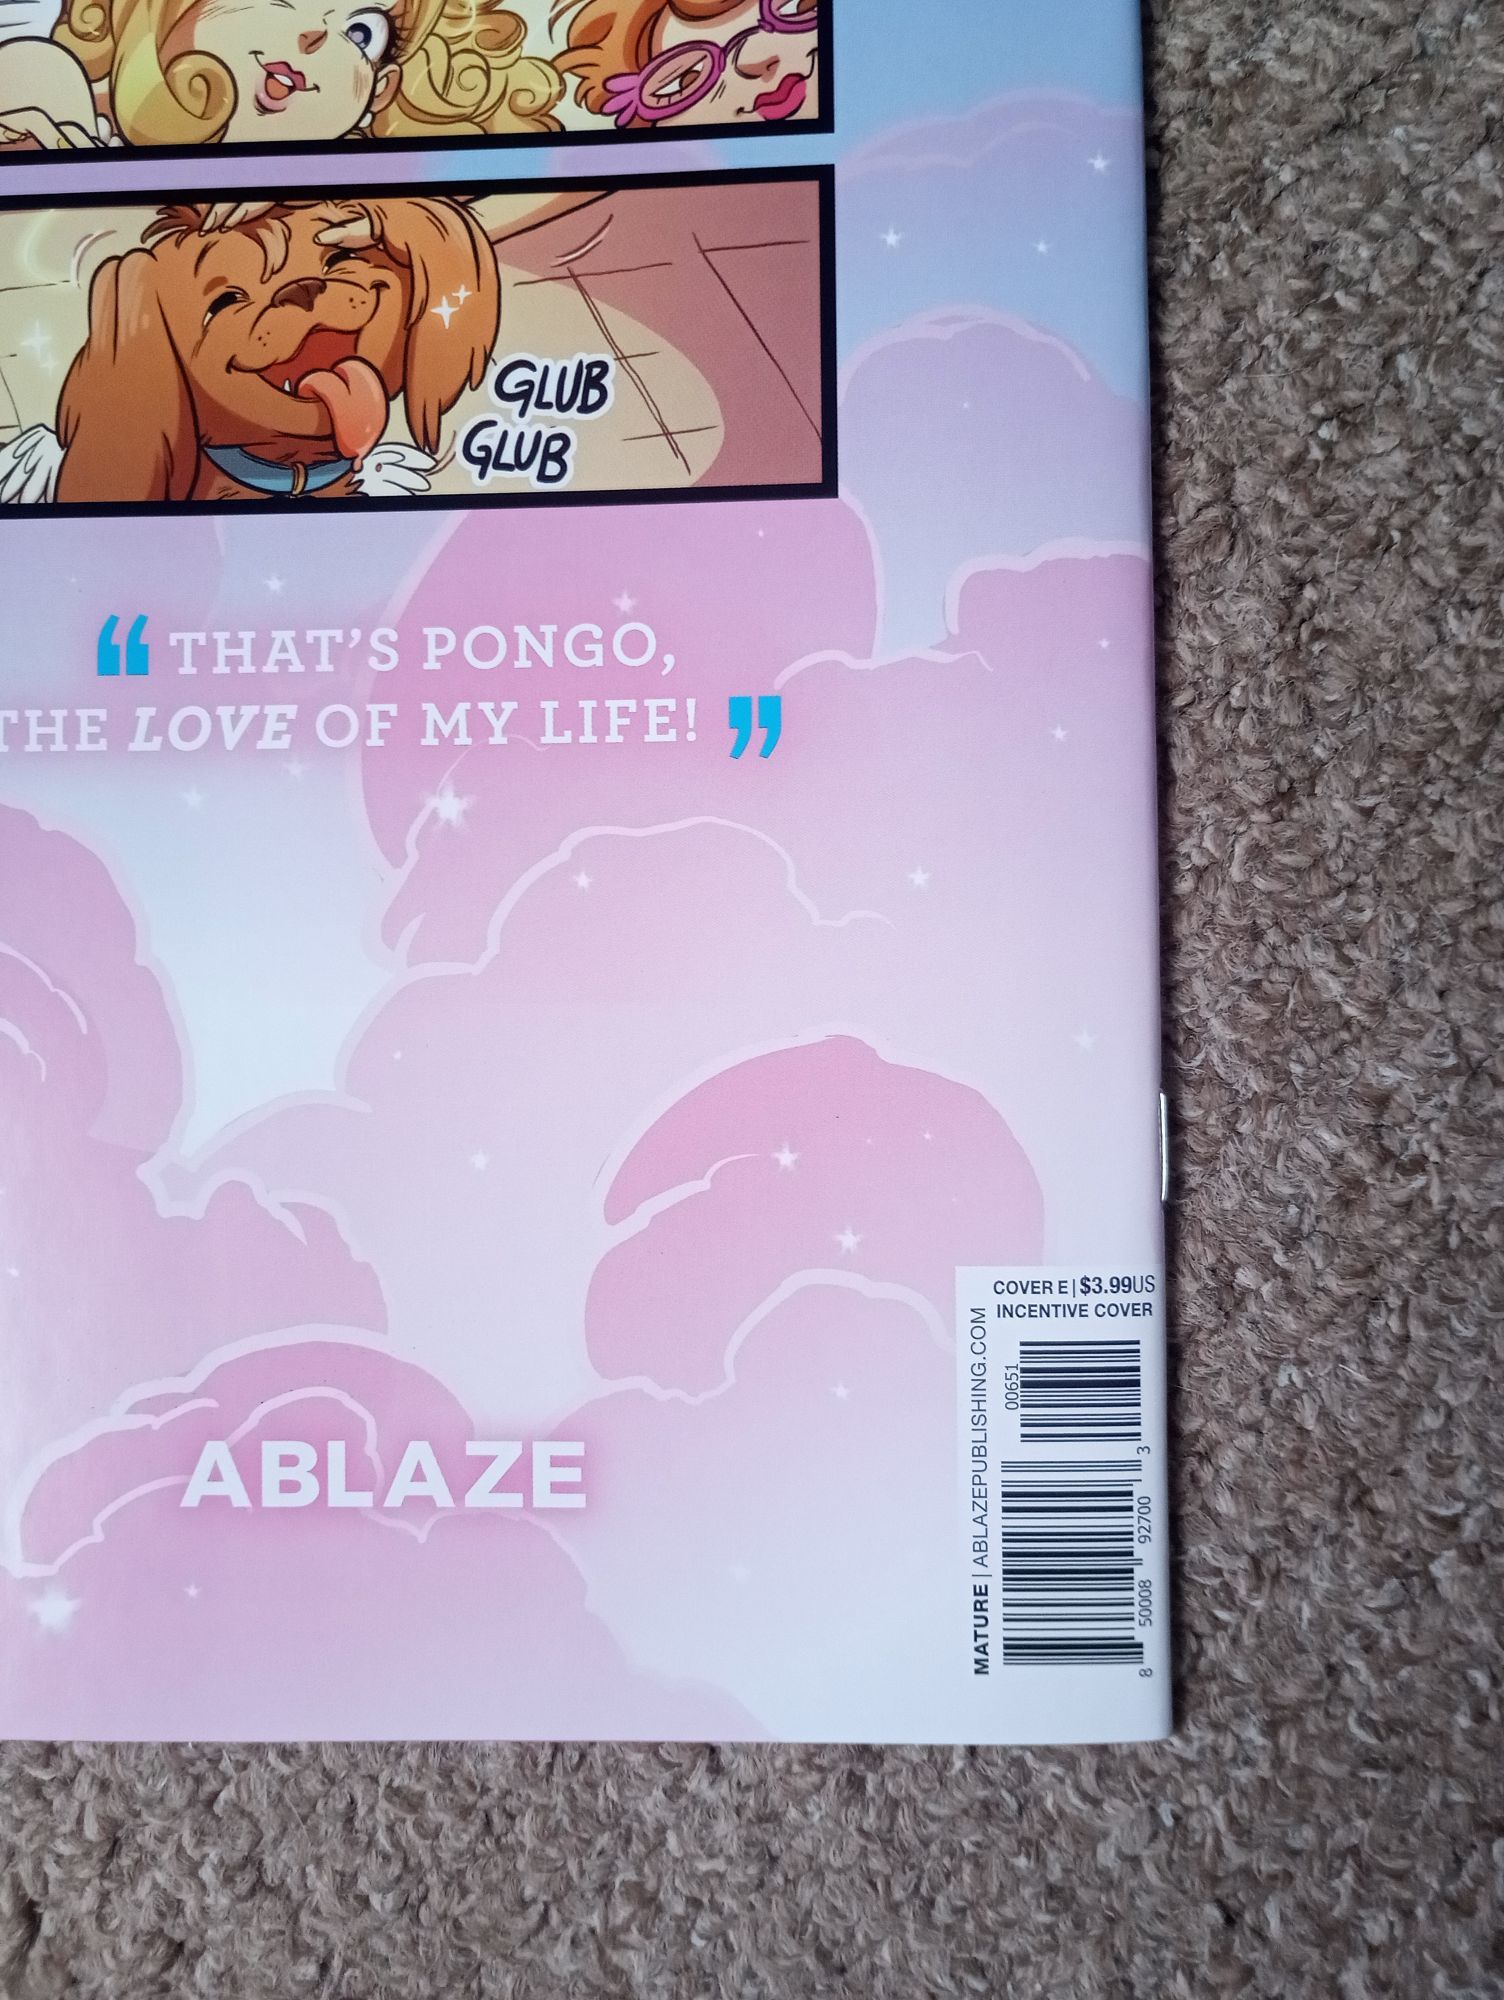 GLUB
GLUB
“THAT’S PONGO,
THE LOVE OF MY LIFE!”
ABLAZE
COVER E | $3.99US
INCENTIVE COVER
MATURE | ABLAZEPUBLISHING.COM
00651
8 50008 92700 3